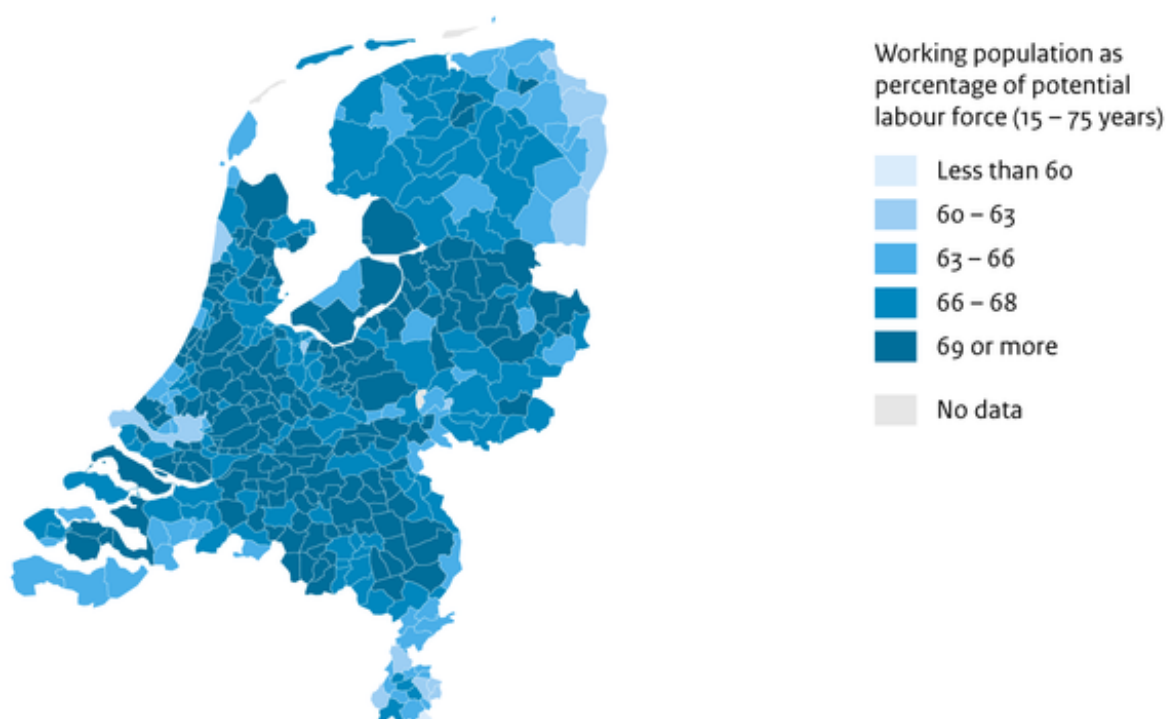 Working population as
percentage of potential
labour force (15 – 75 years)
Less than 60
60 – 63
63 – 66
66 – 68
69 or more
No data